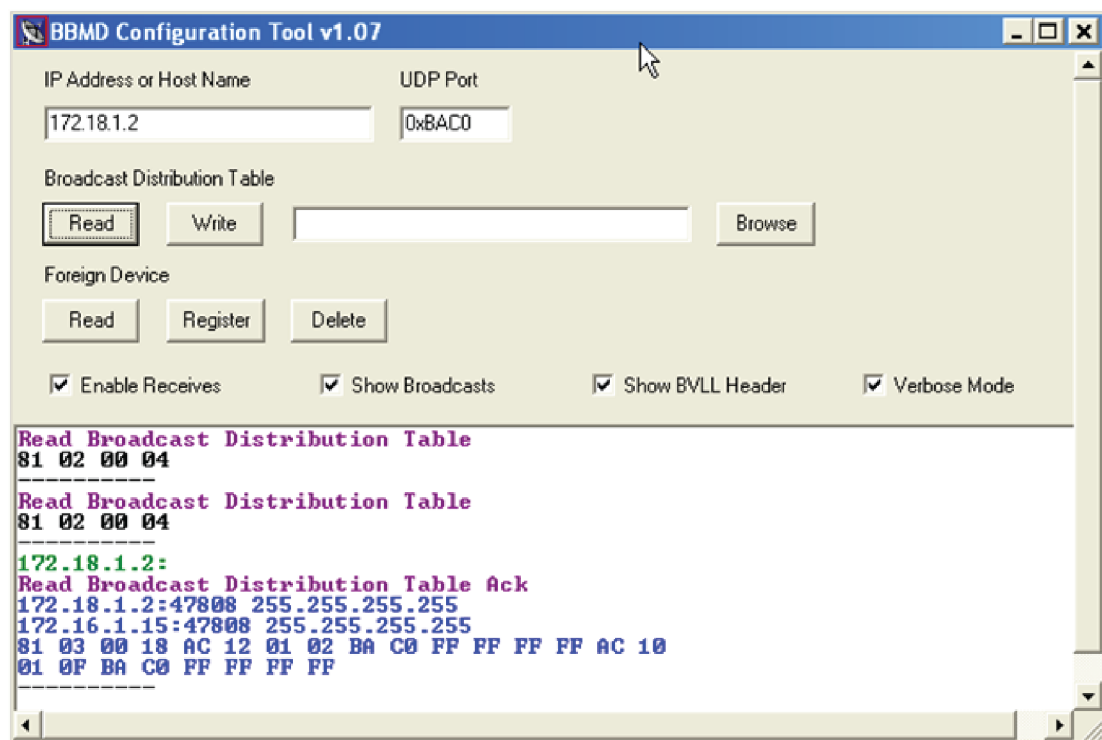 BBMD Configuration Tool v1.07
IP Address or Host Name UDP Port
172.18.1.2 0xBAC0
Broadcast Distribution Table
Read Write Browse
Foreign Device
Read Register Delete
Enable Receives Show Broadcasts Show BVLL Header Verbose Mode
Read Broadcast Distribution Table
81 02 00 04
----------
Read Broadcast Distribution Table
81 02 00 04
----------
172.18.1.2:
Read Broadcast Distribution Table Ack
172.18.1.2:47808 255.255.255.255
172.16.1.15:47808 255.255.255.255
81 03 00 18 AC 12 01 02 BA C0 FF FF FF FF AC 10
01 0F BA C0 FF FF FF FF
----------